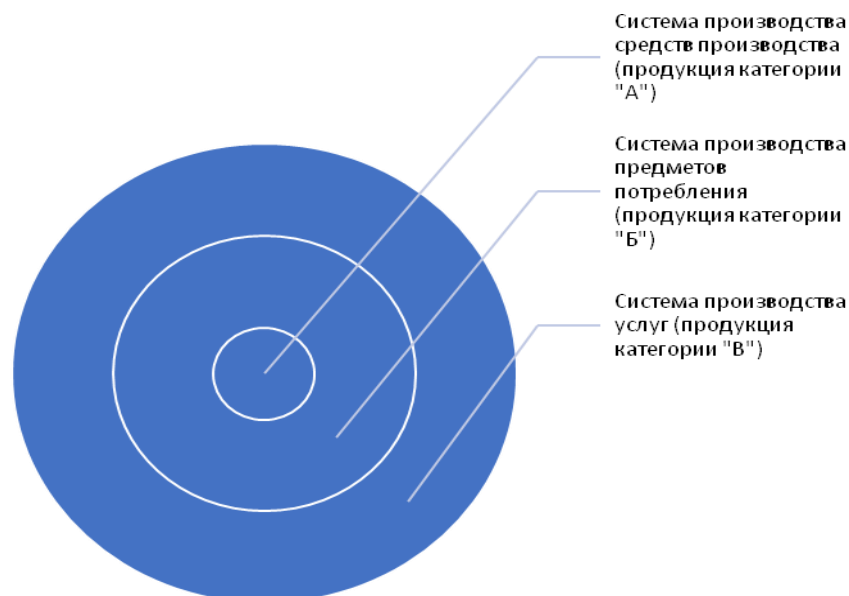 Система производства
средств производства
(продукция категории
"А")
Система производства
предметов
потребления
(продукция категории
"Б")
Система производства
услуг (продукция
категории "В")